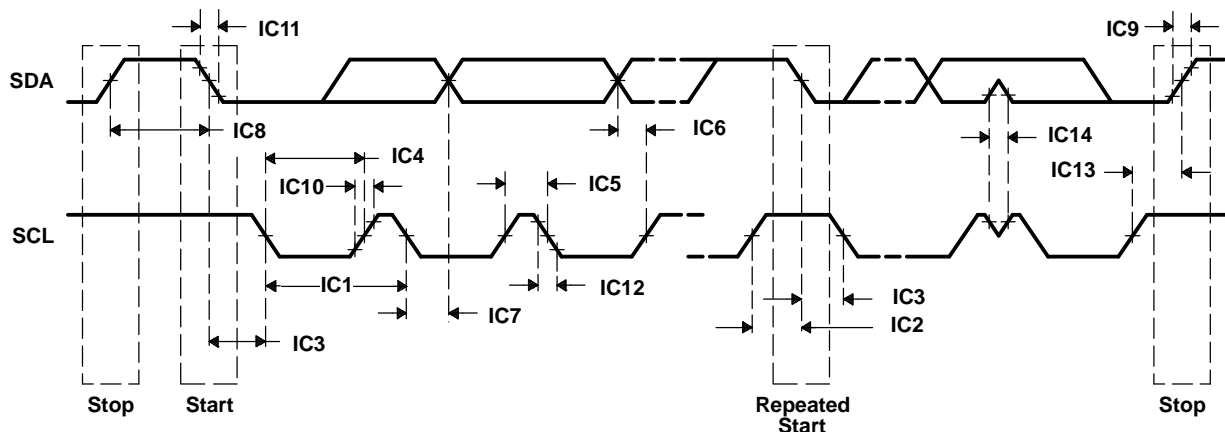 IC11
IC9
SDA
IC8
IC6
IC4
IC14
IC10
IC5
IC13
SCL
IC1
IC12
IC7
IC3
IC2
IC3
Stop
Start
Repeated
Start
Stop